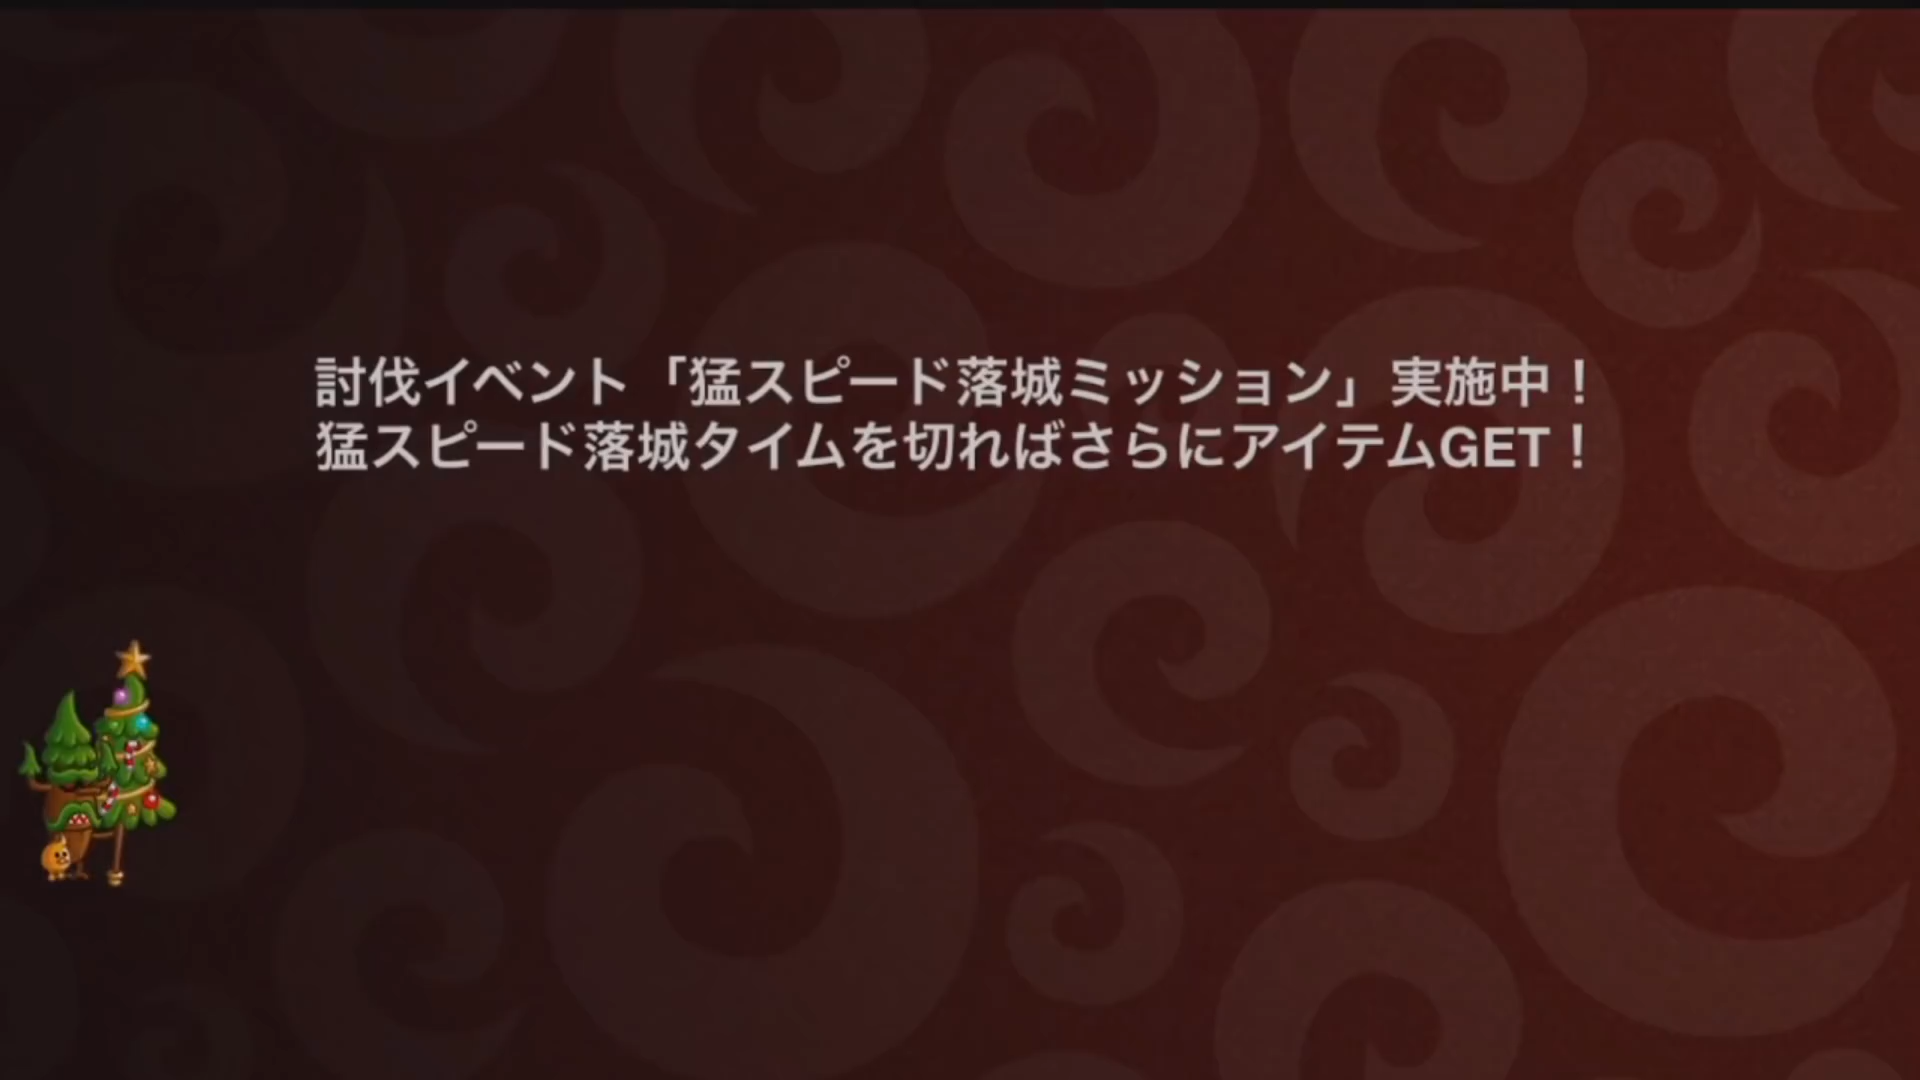 討伐イベント「猛スピード落城ミッション」実施中！
猛スピード落城タイムを切ればさらにアイテムGET！